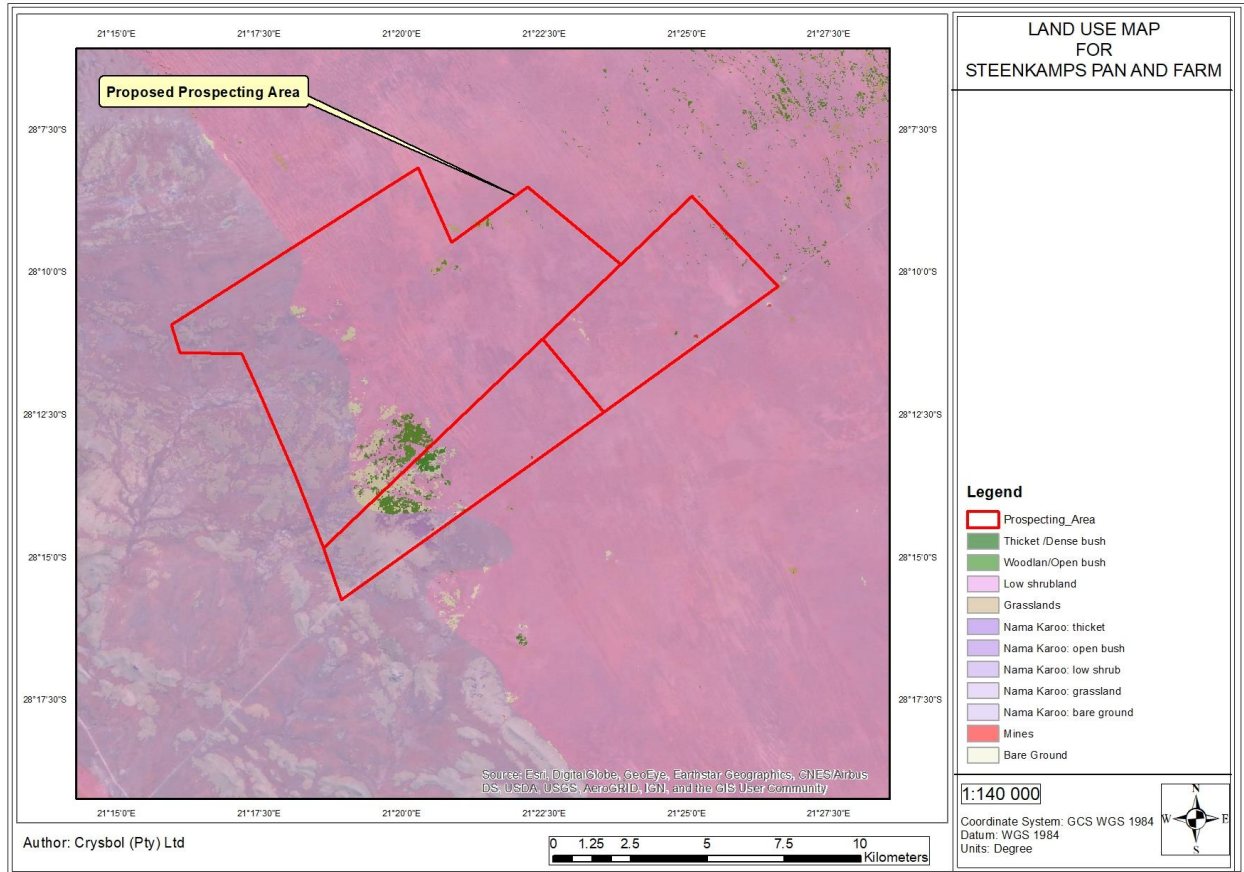 LAND USE MAP
FOR
STEENKAMPS PAN AND FARM
21°15'0"E
21°17'30"E
21°20'0"E
21°22'30"E
21°25'0"E
21°27'30"E
Proposed Prospecting Area
28°7'30"S
28°7'30"S
28°10'0"S
28°10'0"S
28°12'30"S
28°12'30"S
28°15'0"S
28°15'0"S
28°17'30"S
28°17'30"S
Source: Esri, DigitalGlobe, GeoEye, Earthstar Geographics, CNES/Airbus
DS, USDA, USGS, AeroGRID, IGN, and the GIS User Community
21°15'0"E
21°17'30"E
21°20'0"E
21°22'30"E
21°25'0"E
21°27'30"E
Legend
Prospecting_Area
Thicket /Dense bush
Woodlan/Open bush
Low shrubland
Grasslands
Nama Karoo: thicket
Nama Karoo: open bush
Nama Karoo: low shrub
Nama Karoo: grassland
Nama Karoo: bare ground
Mines
Bare Ground
1:140 000
Coordinate System: GCS WGS 1984
Datum: WGS 1984
Units: Degree
N
W
E
S
Author: Crysbol (Pty) Ltd
0 1.25 2.5 5 7.5 10
Kilometers